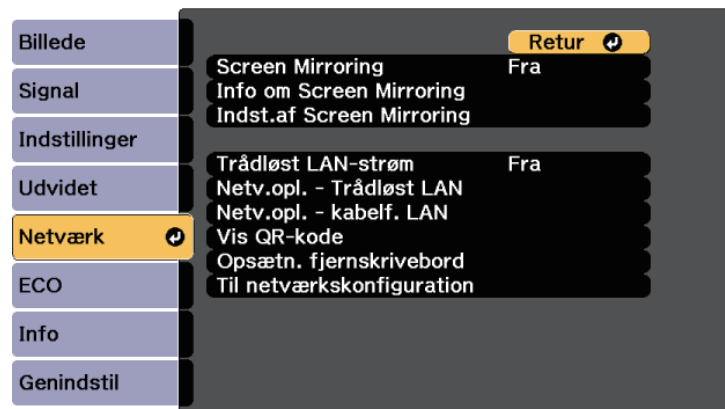 Billede
Signal
Indstillinger
Udvidet
Netværk
ECO
Info
Genindstil
Retur
Screen Mirroring Fra
Info om Screen Mirroring
Indst.af Screen Mirroring
Trådløst LAN-strøm Fra
Netv.opl. - Trådløst LAN
Netv.opl. - kabelf. LAN
Vis QR-kode
Opsætn. fjernskrivebord
Til netværkskonfiguration